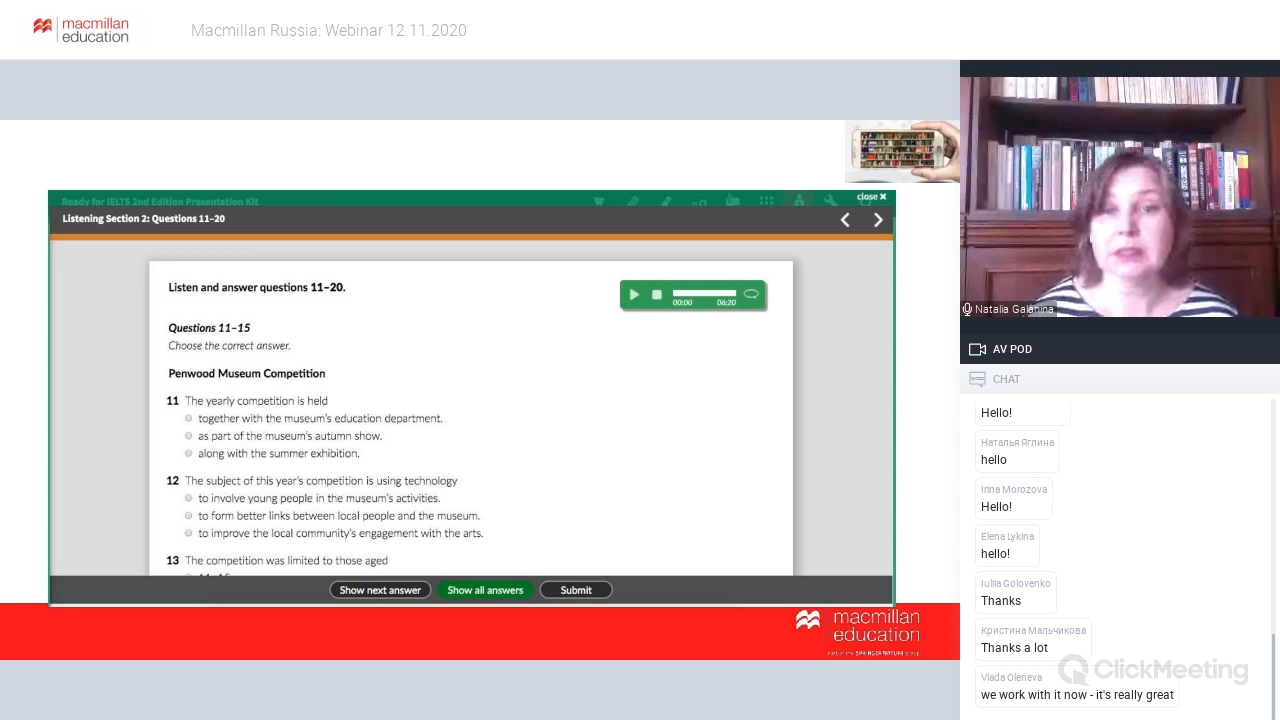 macmillan
education
Macmillan Russia: Webinar 12.11.2020
Ready for IELTS 2nd Edition Presentation Kit
close ✖
Listening Section 2: Questions 11–20
Listen and answer questions 11–20.
00:00 06:20
Questions 11–15
Choose the correct answer.
Penwood Museum Competition
11 The yearly competition is held
together with the museum's education department.
as part of the museum's autumn show.
along with the summer exhibition.
12 The subject of this year's competition is using technology
to involve young people in the museum's activities.
to form better links between local people and the museum.
to improve the local community's engagement with the arts.
13 The competition was limited to those aged
Show next answer
Show all answers
Submit
macmillan
education
Part of the SPRINGER NATURE group
Natalia Galanina
AV POD
CHAT
Hello!
Наталья Яглина
hello
Irina Morozova
Hello!
Elena Lykina
hello!
Iuliia Golovenko
Thanks
Кристина Мальчикова
Thanks a lot
Vlada Oleneva
we work with it now - it's really great
ClickMeeting